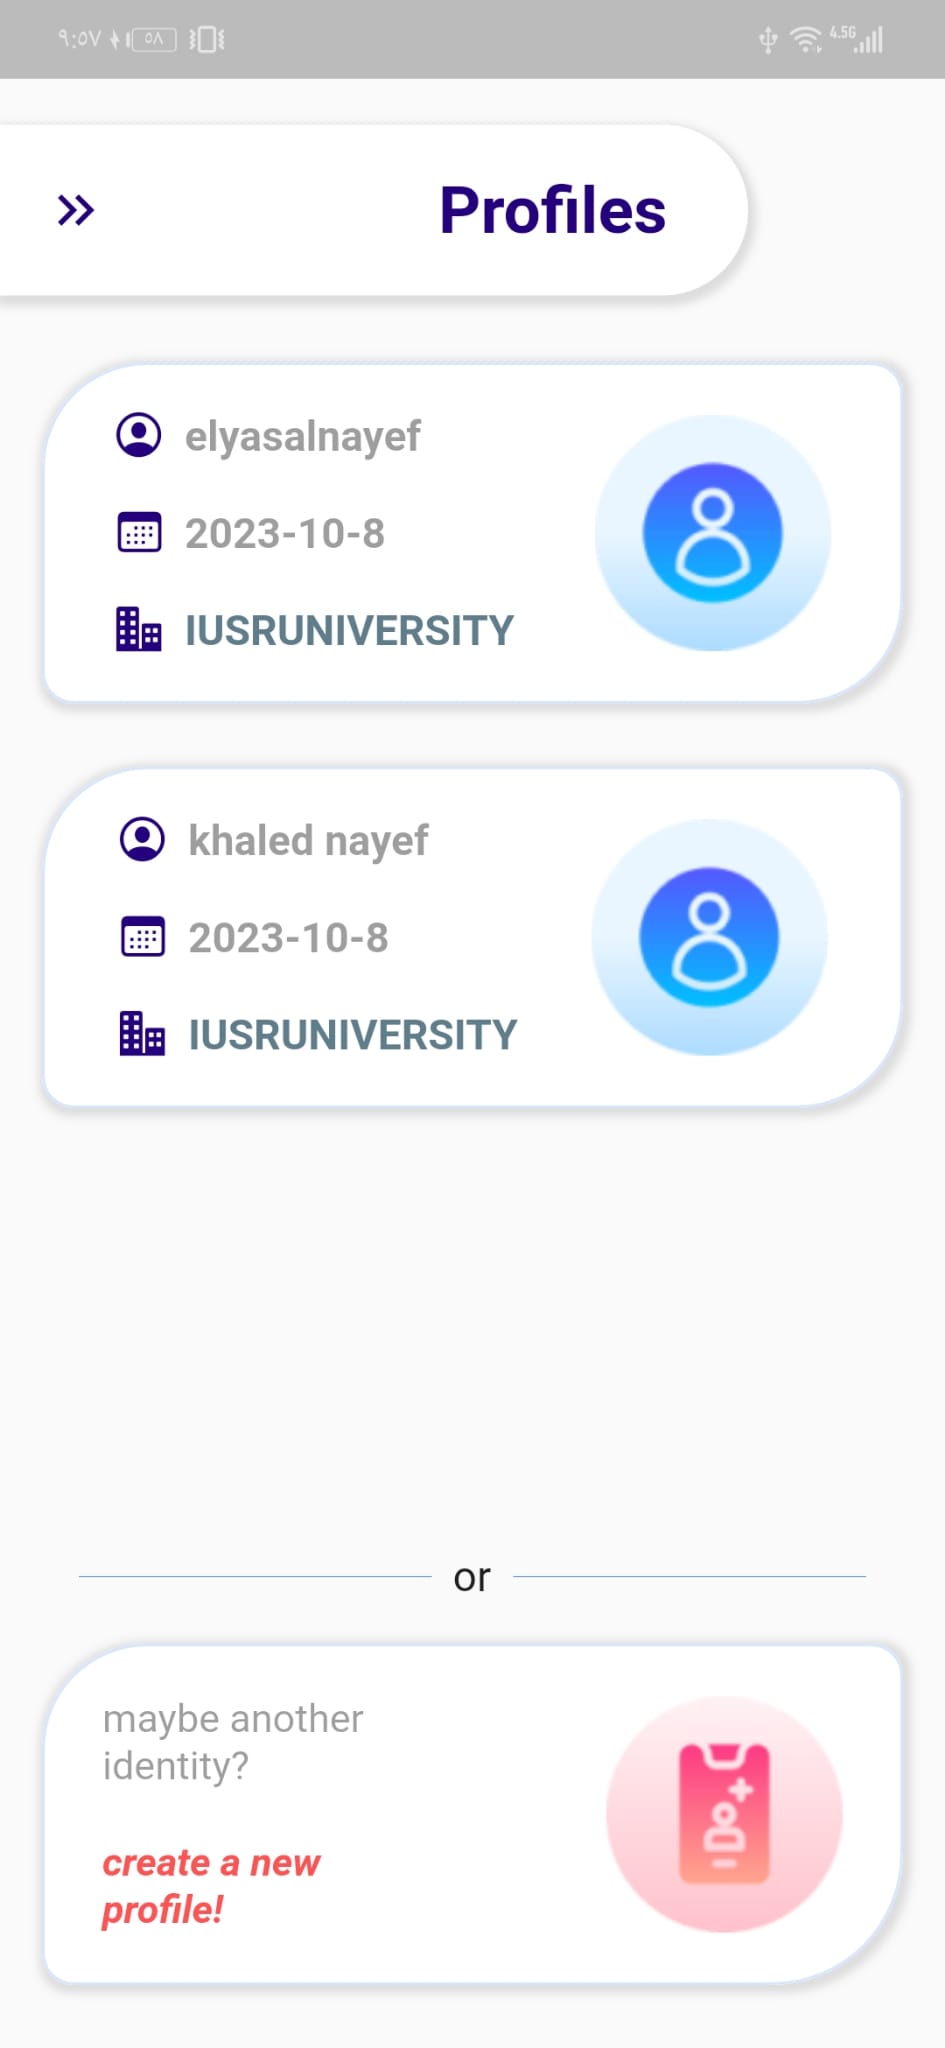 ٩:٥٧ ٥٨ 4.5G
Profiles
elyasalnayef
2023-10-8
IUSRUNIVERSITY
khaled nayef
2023-10-8
IUSRUNIVERSITY
or
maybe another
identity?
create a new
profile!